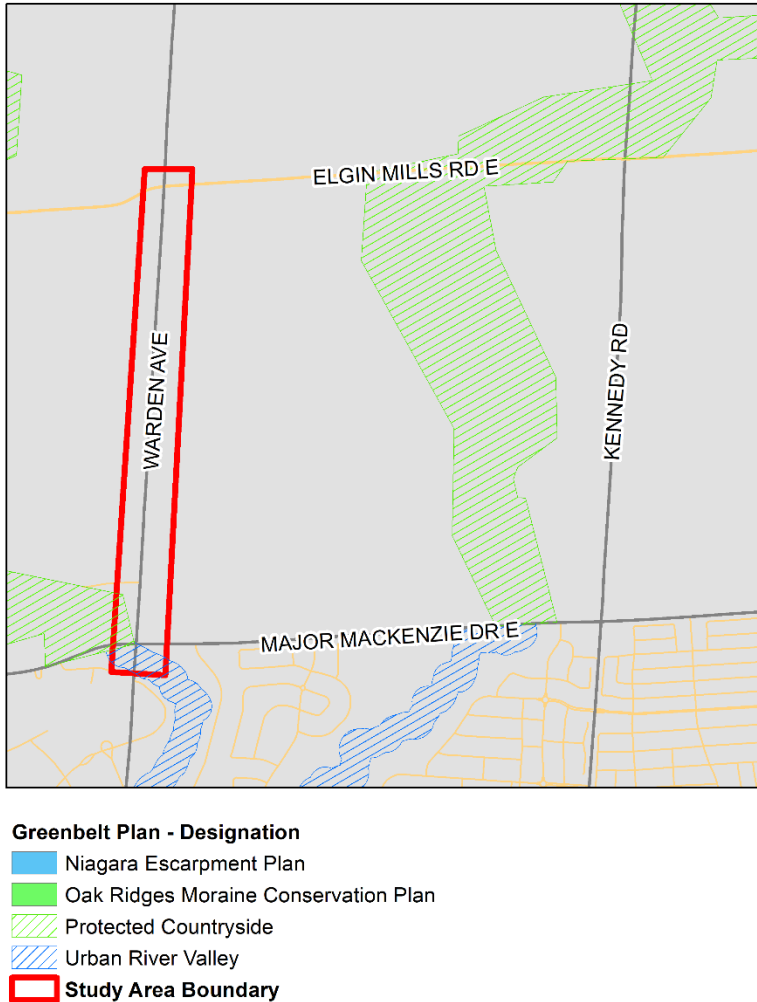 ELGIN MILLS RD E
WARDEN AVE
KENNEDY RD
MAJOR MACKENZIE DR E
Greenbelt Plan - Designation
Niagara Escarpment Plan
Oak Ridges Moraine Conservation Plan
Protected Countryside
Urban River Valley
Study Area Boundary